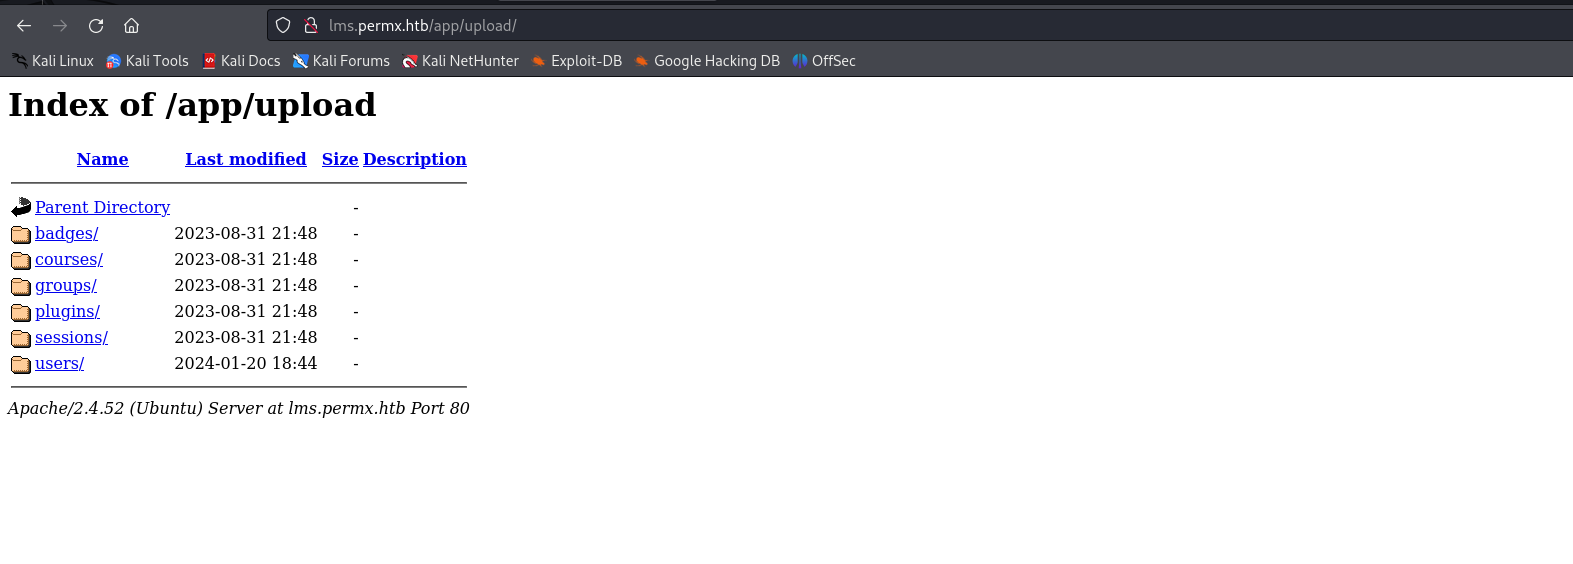 lms.permx.htb/app/upload/
Kali Linux Kali Tools Kali Docs Kali Forums Kali NetHunter Exploit-DB Google Hacking DB OffSec
Index of /app/upload
Name Last modified Size Description
Parent Directory -
badges/ 2023-08-31 21:48 -
courses/ 2023-08-31 21:48 -
groups/ 2023-08-31 21:48 -
plugins/ 2023-08-31 21:48 -
sessions/ 2023-08-31 21:48 -
users/ 2024-01-20 18:44 -
Apache/2.4.52 (Ubuntu) Server at lms.permx.htb Port 80